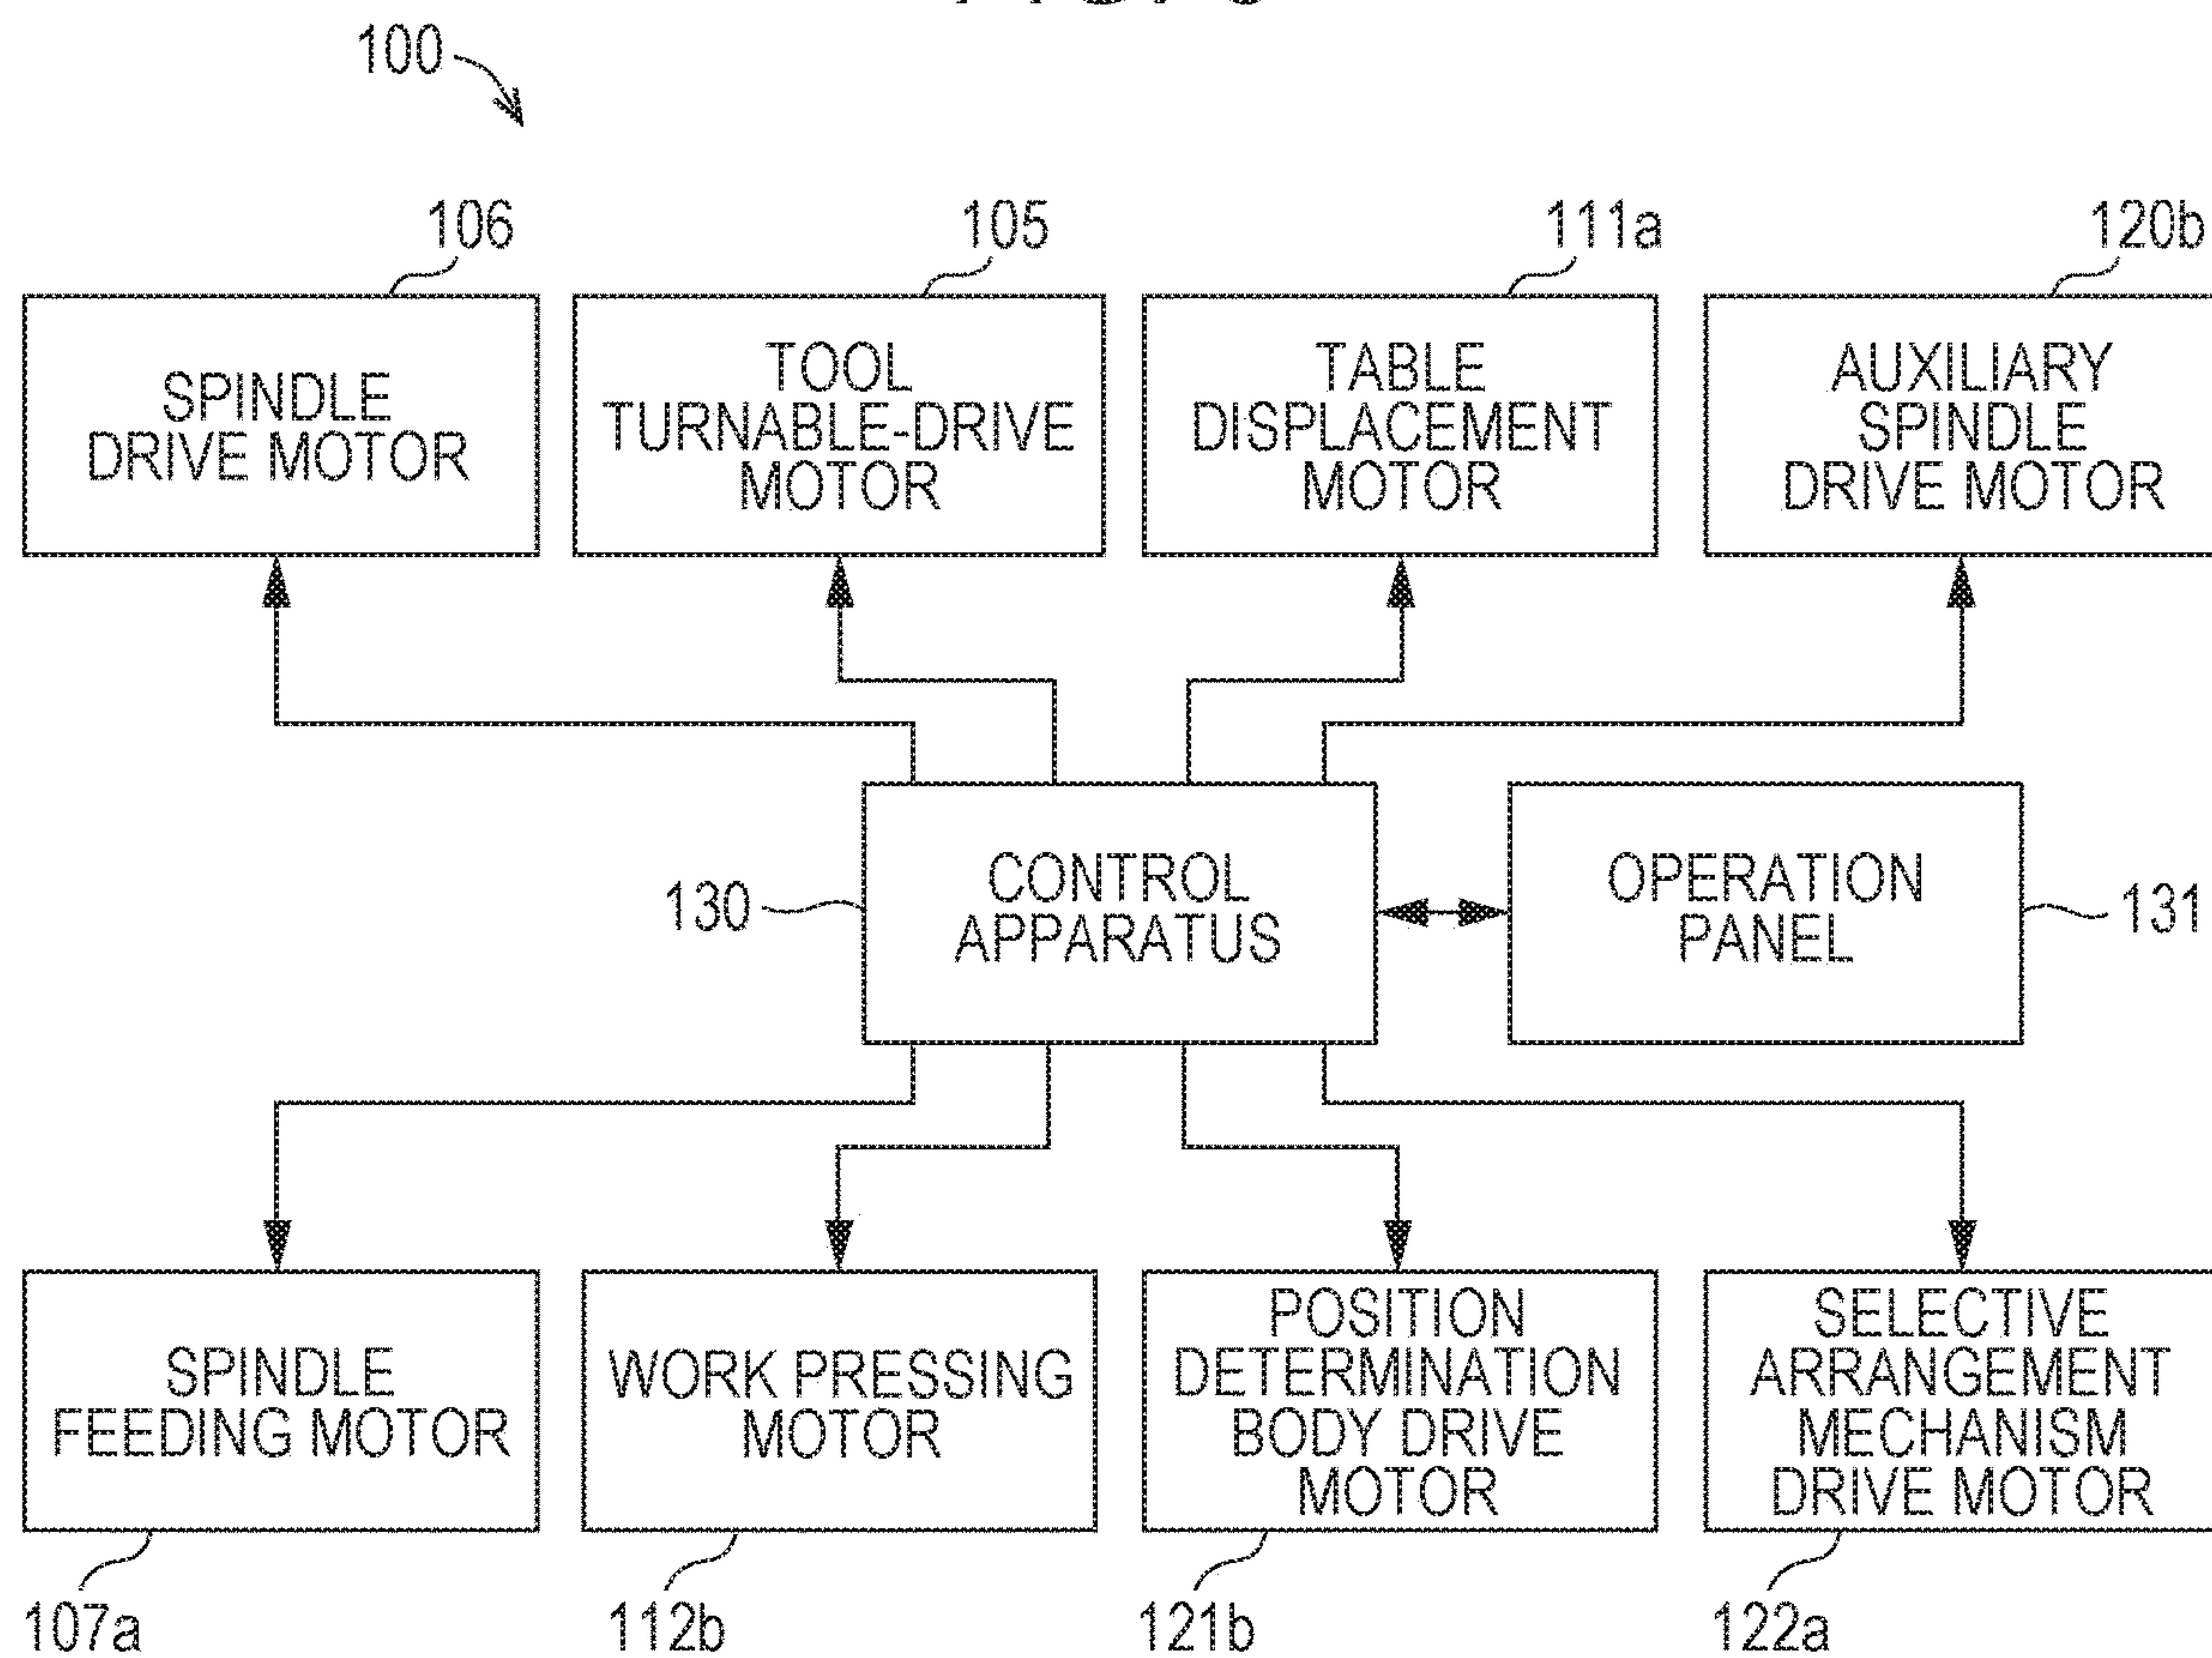 100
106
105
111a
120b
SPINDLE
DRIVE MOTOR
TOOL
TURNABLE-DRIVE
MOTOR
TABLE
DISPLACEMENT
MOTOR
AUXILIARY
SPINDLE
DRIVE MOTOR
130
CONTROL
APPARATUS
OPERATION
PANEL
131
SPINDLE
FEEDING MOTOR
WORK PRESSING
MOTOR
POSITION
DETERMINATION
BODY DRIVE
MOTOR
SELECTIVE
ARRANGEMENT
MECHANISM
DRIVE MOTOR
107a
112b
121b
122a